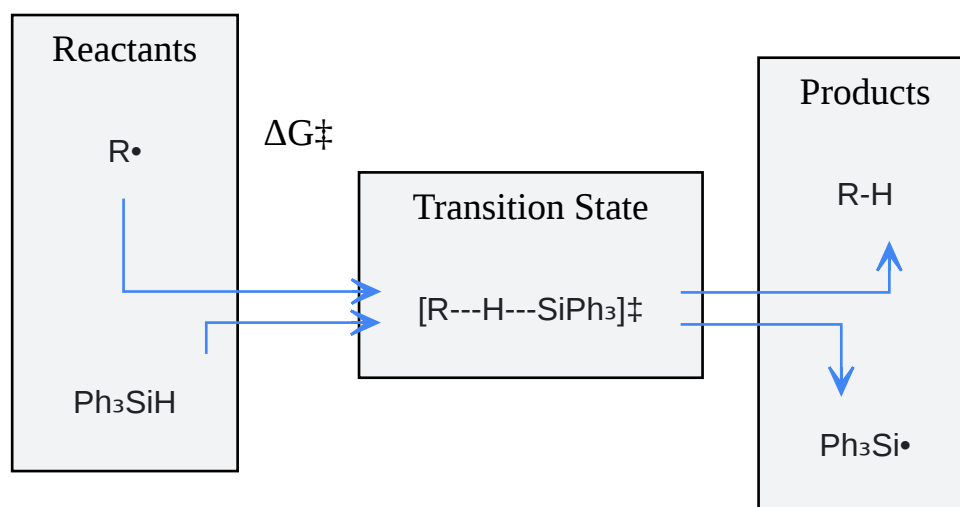 Reactants
R•
Ph₃SiH
ΔG‡
Transition State
[R---H---SiPh₃]‡
Products
R-H
Ph₃Si•